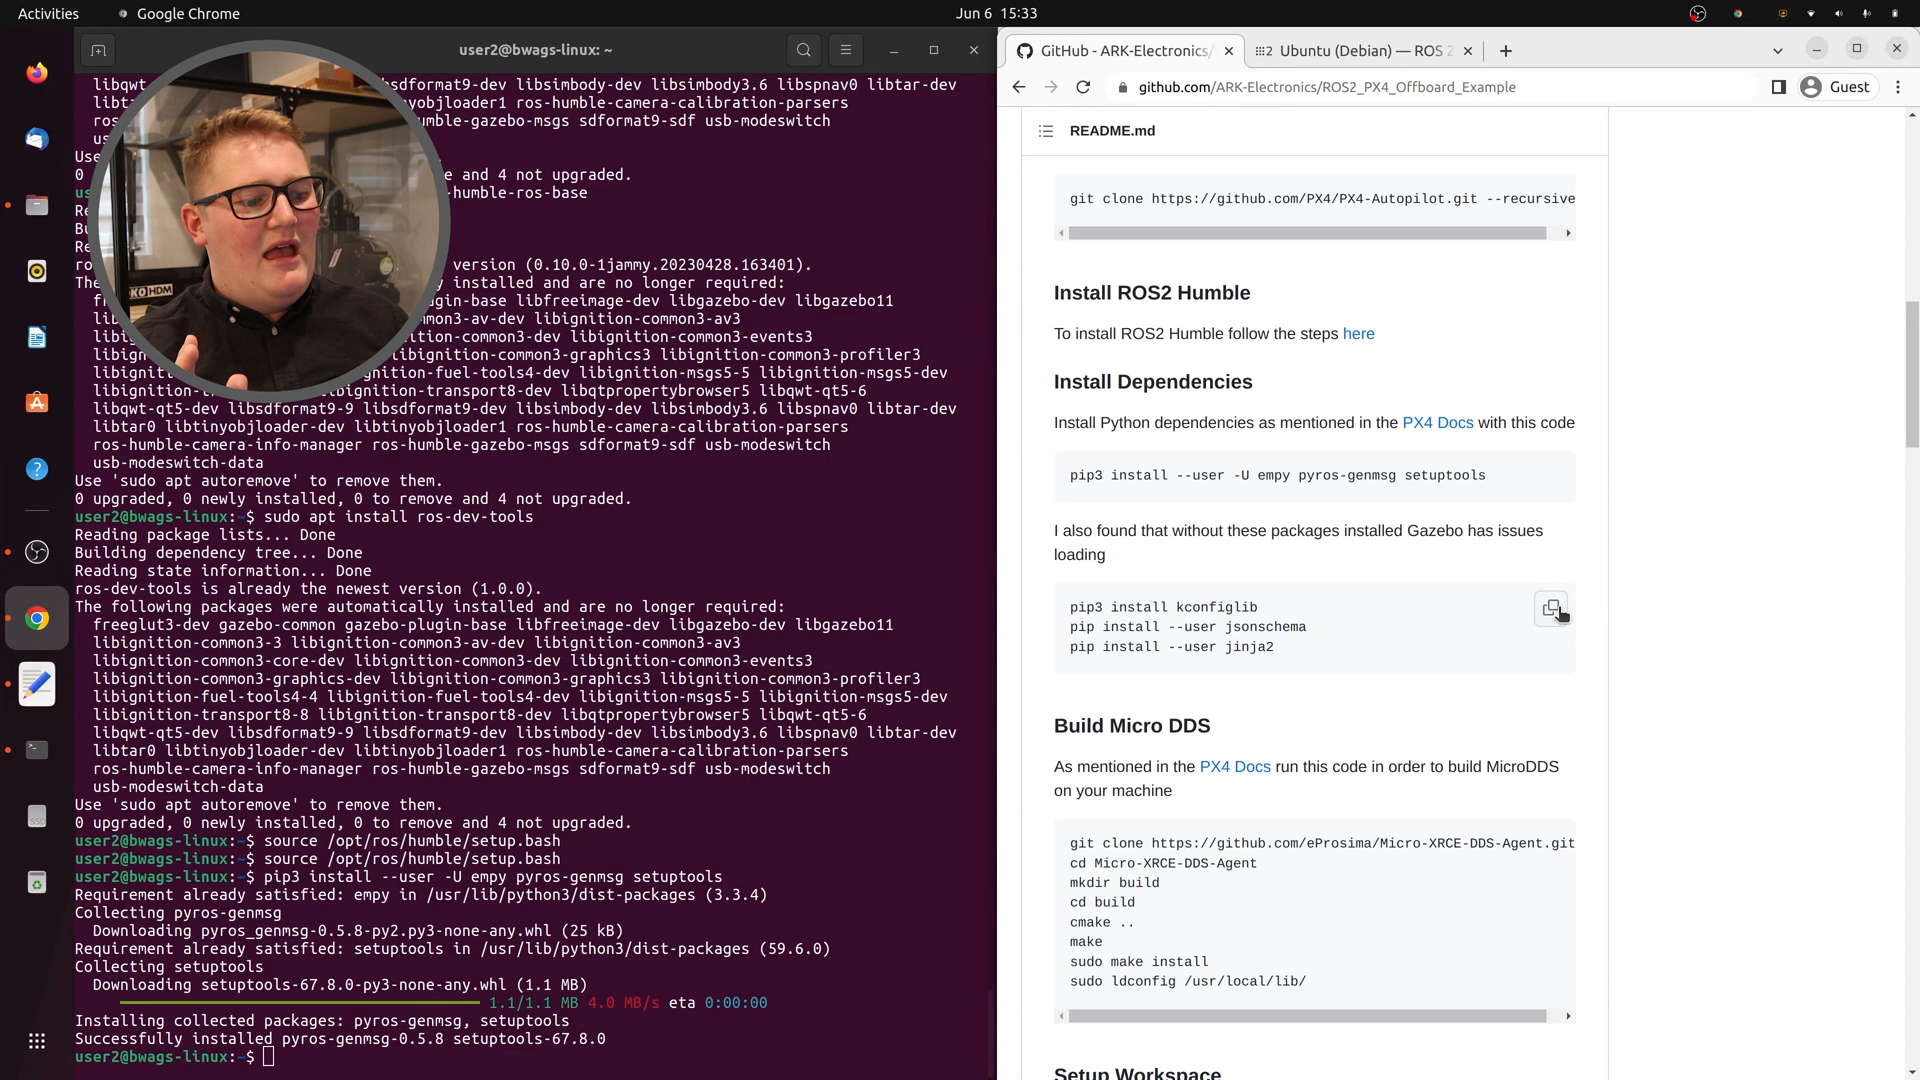 Activities
Google Chrome
Jun 6 15:33
user2@bwags-linux: ~
libqwt sdformat9-dev libsimbody-dev libsimbody3.6 libspnav0 libtar-dev
nyobjloader1 ros-humble-camera-calibration-parsers
ros mble-gazebo-msgs sdformat9-sdf usb-modeswitch
us
Use
0 e and 4 not upgraded.
us -humble-ros-base
Re
Bu
Re
ro version (0.10.0-1jammy.20230428.163401).
The y installed and are no longer required:
fr gin-base libfreeimage-dev libgazebo-dev libgazebo11
lib mon3-av-dev libignition-common3-av3
libi ition-common3-dev libignition-common3-events3
libign libignition-common3-graphics3 libignition-common3-profiler3
libignit nition-fuel-tools4-dev libignition-msgs5-5 libignition-msgs5-dev
libignition-t ibignition-transport8-dev libqtpropertybrowser5 libqwt-qt5-6
libqwt-qt5-dev libsdformat9-9 libsdformat9-dev libsimbody-dev libsimbody3.6 libspnav0 libtar-dev
libtar0 libtinyobjloader-dev libtinyobjloader1 ros-humble-camera-calibration-parsers
ros-humble-camera-info-manager ros-humble-gazebo-msgs sdformat9-sdf usb-modeswitch
usb-modeswitch-data
Use 'sudo apt autoremove' to remove them.
0 upgraded, 0 newly installed, 0 to remove and 4 not upgraded.
user2@bwags-linux:~$ sudo apt install ros-dev-tools
Reading package lists... Done
Building dependency tree... Done
Reading state information... Done
ros-dev-tools is already the newest version (1.0.0).
The following packages were automatically installed and are no longer required:
freeglut3-dev gazebo-common gazebo-plugin-base libfreeimage-dev libgazebo-dev libgazebo11
libignition-common3-3 libignition-common3-av-dev libignition-common3-av3
libignition-common3-core-dev libignition-common3-dev libignition-common3-events3
libignition-common3-graphics-dev libignition-common3-graphics3 libignition-common3-profiler3
libignition-fuel-tools4-4 libignition-fuel-tools4-dev libignition-msgs5-5 libignition-msgs5-dev
libignition-transport8-8 libignition-transport8-dev libqtpropertybrowser5 libqwt-qt5-6
libqwt-qt5-dev libsdformat9-9 libsdformat9-dev libsimbody-dev libsimbody3.6 libspnav0 libtar-dev
libtar0 libtinyobjloader-dev libtinyobjloader1 ros-humble-camera-calibration-parsers
ros-humble-camera-info-manager ros-humble-gazebo-msgs sdformat9-sdf usb-modeswitch
usb-modeswitch-data
Use 'sudo apt autoremove' to remove them.
0 upgraded, 0 newly installed, 0 to remove and 4 not upgraded.
user2@bwags-linux:~$ source /opt/ros/humble/setup.bash
user2@bwags-linux:~$ source /opt/ros/humble/setup.bash
user2@bwags-linux:~$ pip3 install --user -U empy pyros-genmsg setuptools
Requirement already satisfied: empy in /usr/lib/python3/dist-packages (3.3.4)
Collecting pyros-genmsg
Downloading pyros_genmsg-0.5.8-py2.py3-none-any.whl (25 kB)
Requirement already satisfied: setuptools in /usr/lib/python3/dist-packages (59.6.0)
Collecting setuptools
Downloading setuptools-67.8.0-py3-none-any.whl (1.1 MB)
1.1/1.1 MB 4.0 MB/s eta 0:00:00
Installing collected packages: pyros-genmsg, setuptools
Successfully installed pyros-genmsg-0.5.8 setuptools-67.8.0
user2@bwags-linux:~$
KO HDM
GitHub - ARK-Electronics/
Ubuntu (Debian) — ROS 2
github.com/ARK-Electronics/ROS2_PX4_Offboard_Example
Guest
README.md
git clone https://github.com/PX4/PX4-Autopilot.git --recursive
Install ROS2 Humble
To install ROS2 Humble follow the steps here
Install Dependencies
Install Python dependencies as mentioned in the PX4 Docs with this code
pip3 install --user -U empy pyros-genmsg setuptools
I also found that without these packages installed Gazebo has issues
loading
pip3 install kconfiglib
pip install --user jsonschema
pip install --user jinja2
Build Micro DDS
As mentioned in the PX4 Docs run this code in order to build MicroDDS
on your machine
git clone https://github.com/eProsima/Micro-XRCE-DDS-Agent.git
cd Micro-XRCE-DDS-Agent
mkdir build
cd build
cmake ..
make
sudo make install
sudo ldconfig /usr/local/lib/
Setup Workspace